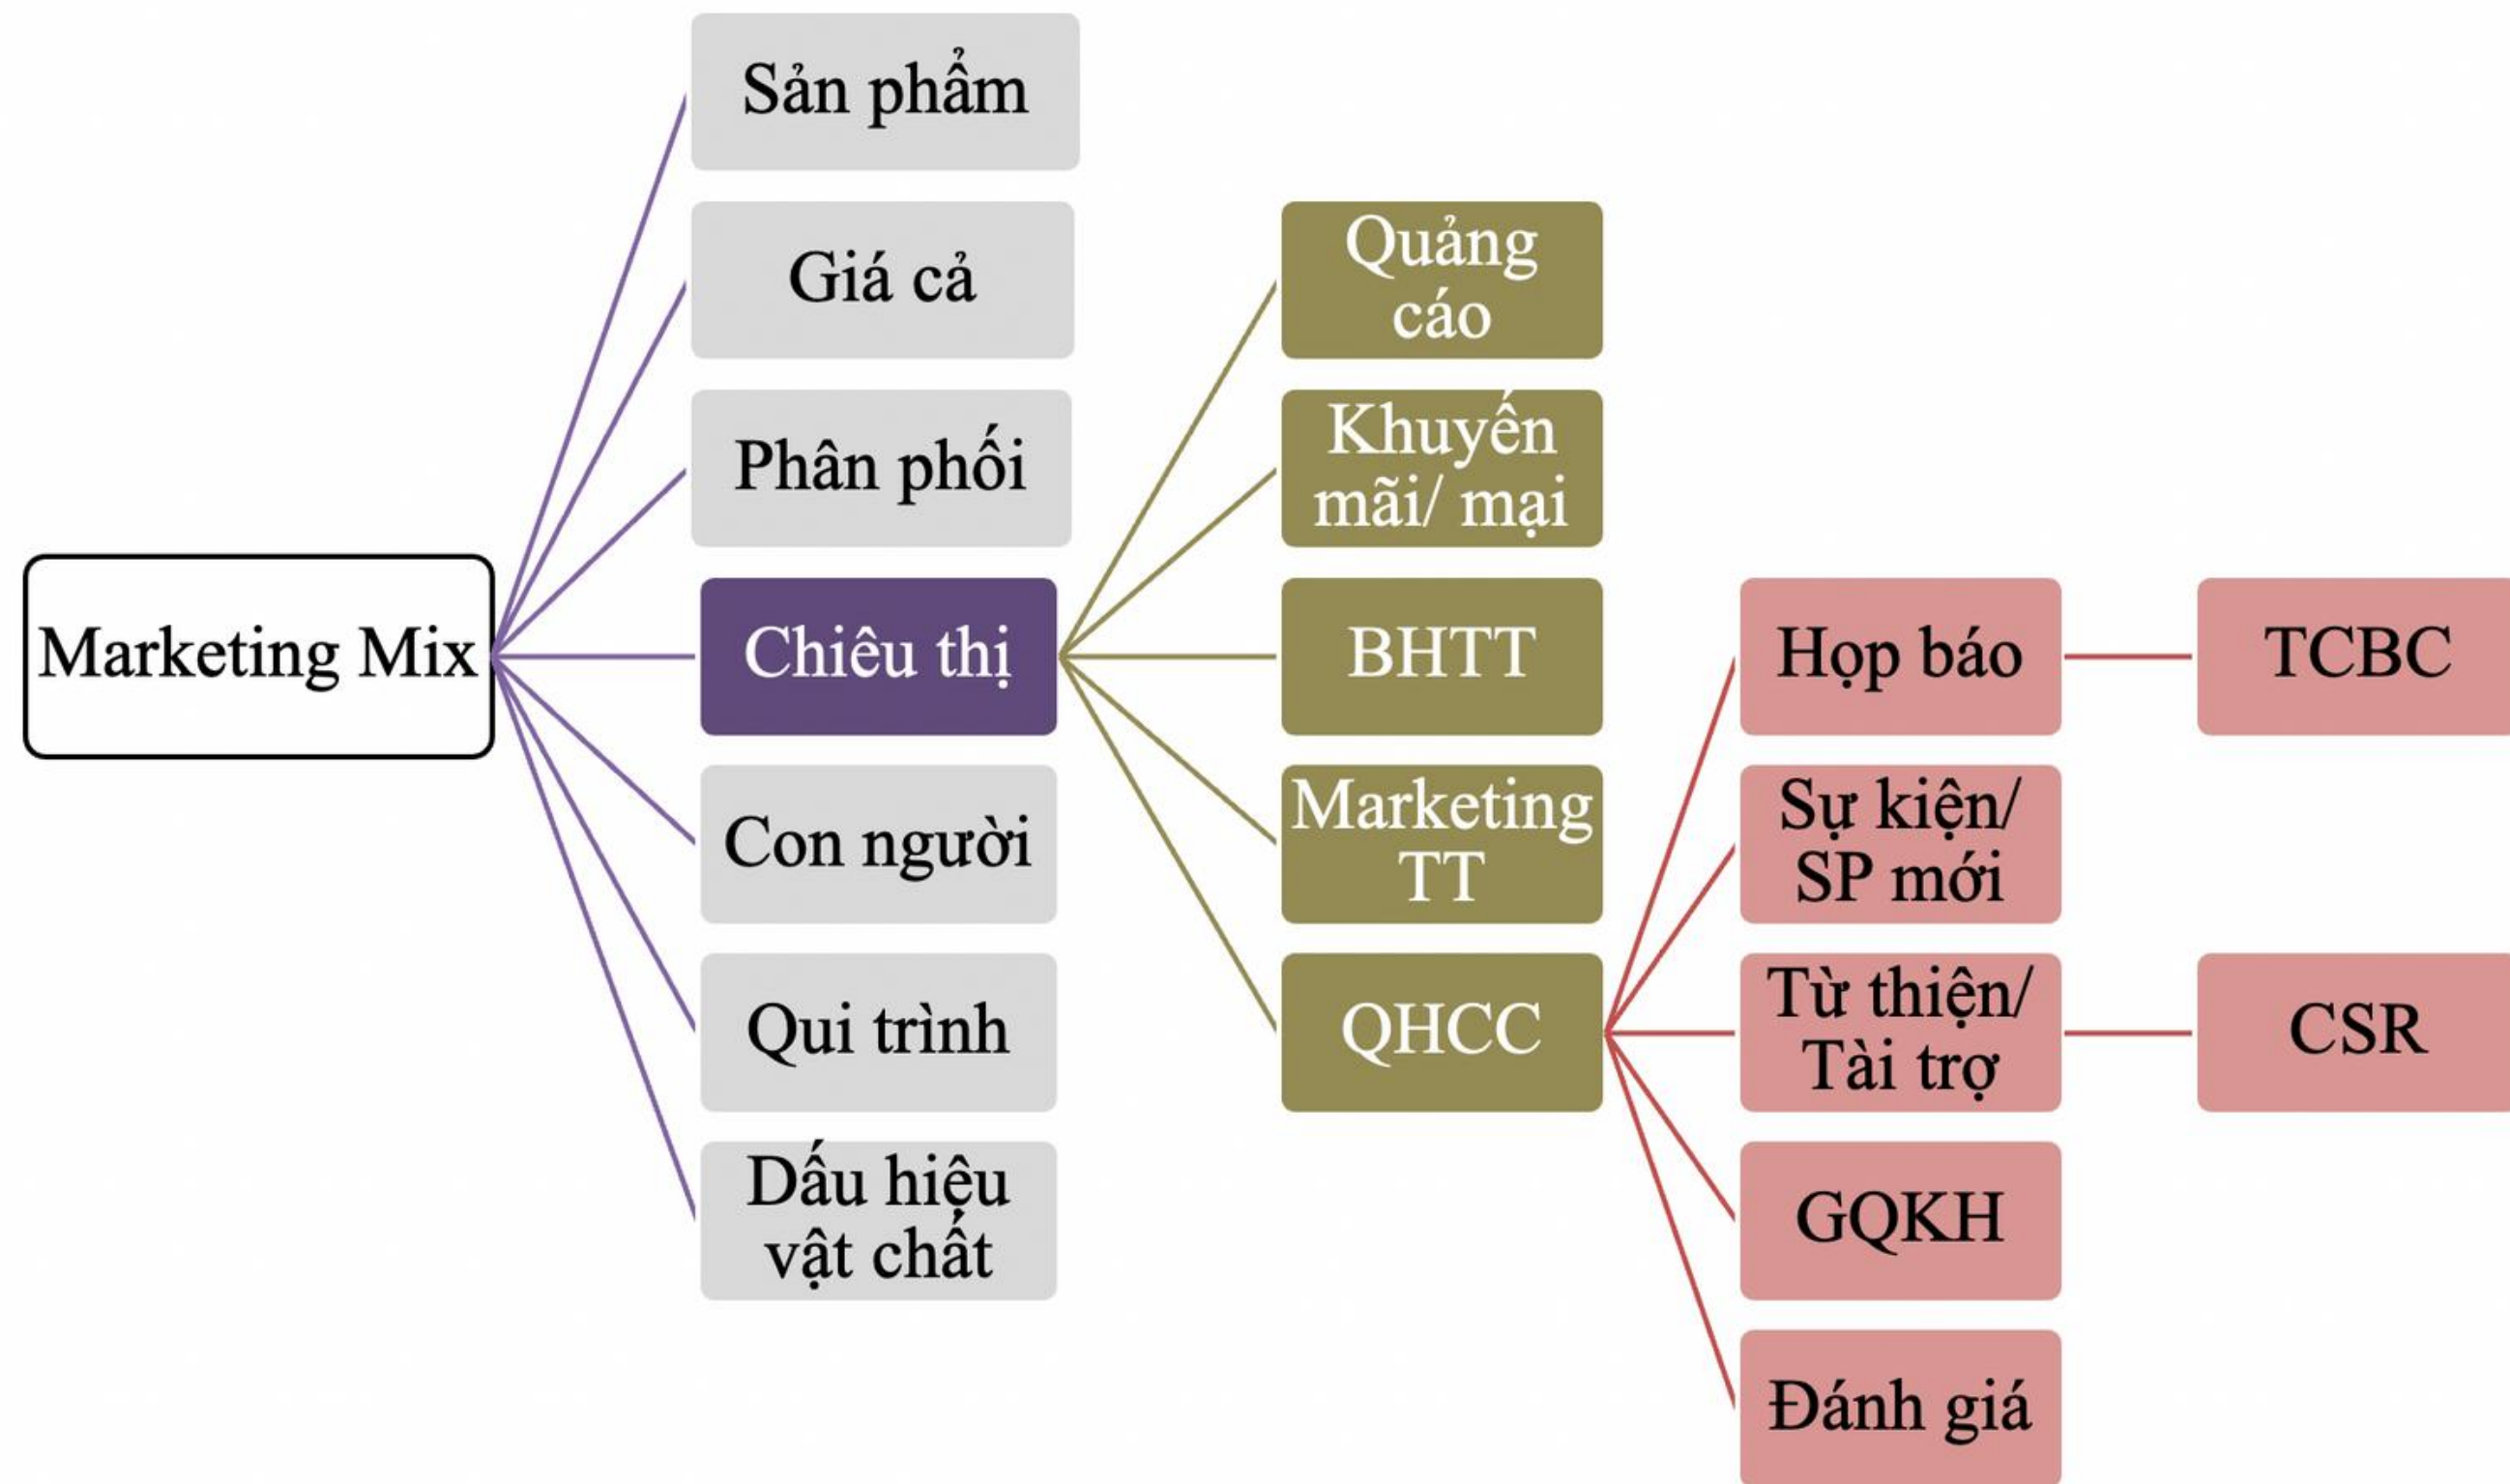 Marketing Mix
Sản phẩm
Giá cả
Phân phối
Chiêu thị
Con người
Qui trình
Dấu hiệu
vật chất
Quảng
cáo
Khuyến
mãi/ mại
BHTT
Marketing
TT
QHCC
Họp báo
Sự kiện/
SP mới
Từ thiện/
Tài trợ
GQKH
Đánh giá
TCBC
CSR